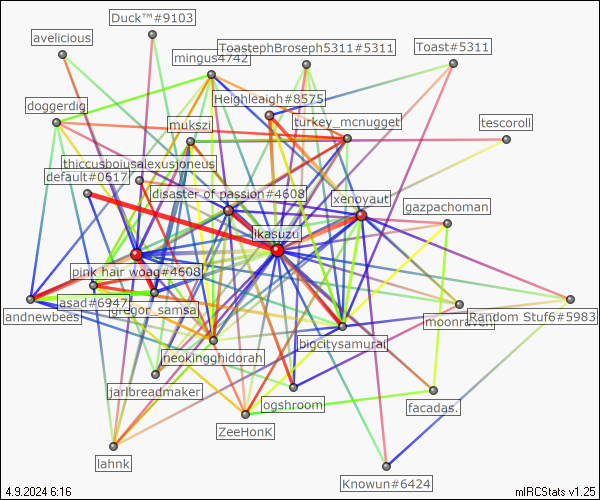 Duck™#9103
avelicious
ToastephBroseph5311#5311
Toast#5311
mingus4742
Heighleaigh#8575
doggerdig
turkey_mcnugget
mukszi
tescoroll
thiccusboiusalexusjoneus
default#0617
disaster of passion#4608
xenoyaut
gazpachoman
ikasuzu
pink hair woag#4608
asad#6947
gregor_samsa
andnewbees
moonraven
Random Stuf6#5983
bigcitysamurai
neokingghidorah
jarlbreadmaker
ogshroom
facadas.
ZeeHonK
lahnk
Knowun#6424
4.9.2024 6:16
mIRCStats v1.25